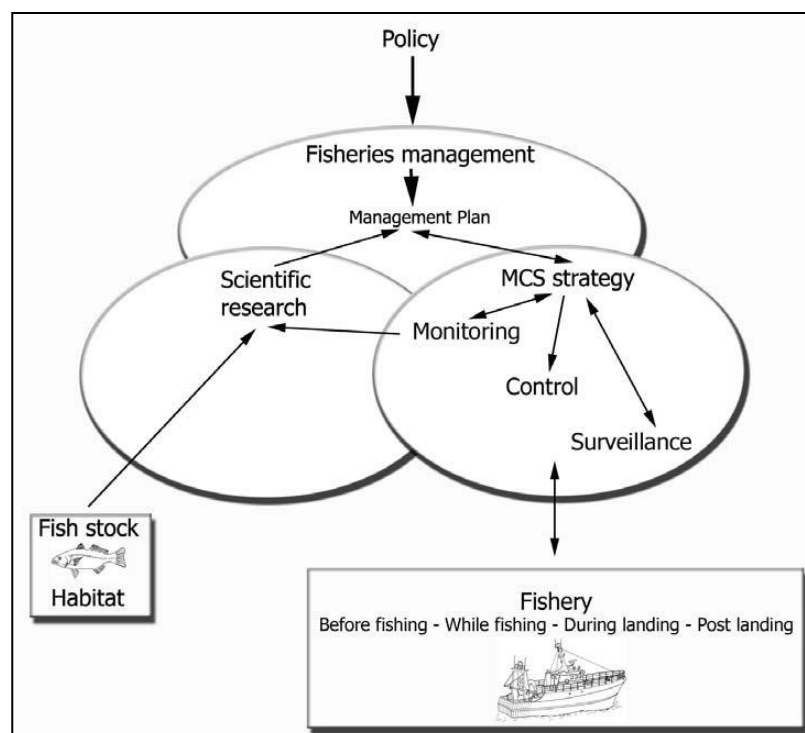 Policy
Fisheries management
Management Plan
Scientific
research
MCS strategy
Monitoring
Control
Surveillance
Fish stock
Habitat
Fishery
Before fishing - While fishing - During landing - Post landing